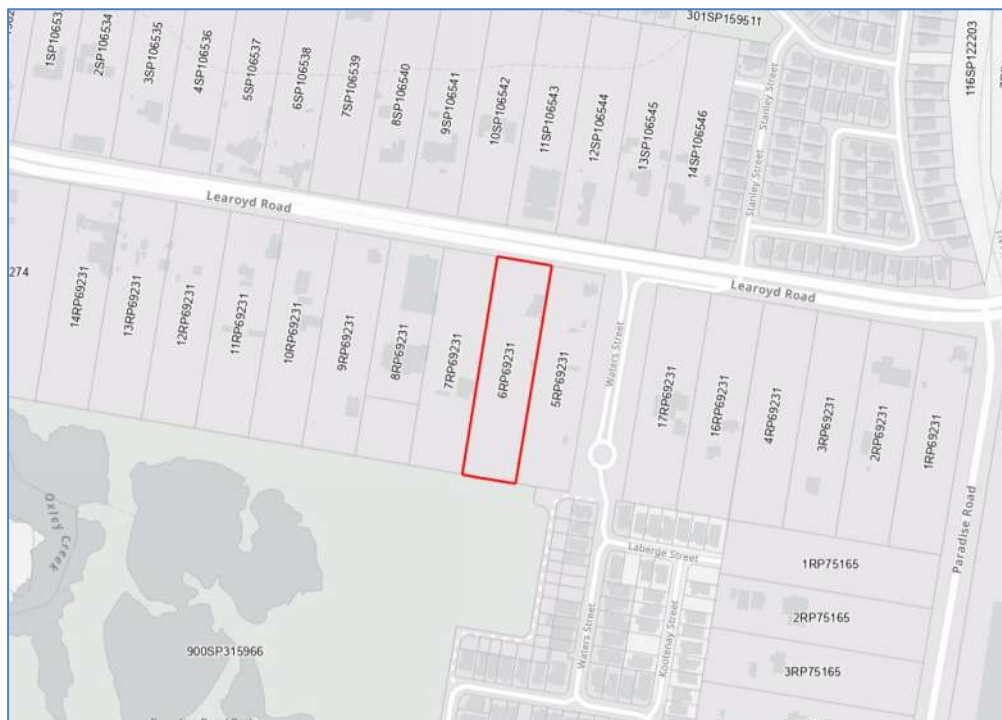 301SP159511
116SP122203
1SP106533
2SP106534
3SP106535
4SP106536
5SP106537
6SP106538
7SP106539
8SP106540
9SP106541
10SP106542
11SP106543
12SP106544
13SP106545
14SP106546
Stanley Street
Stanley Street
Learoyd Road
Learoyd Road
274
14RP69231
13RP69231
12RP69231
11RP69231
10RP69231
9RP69231
8RP69231
7RP69231
6RP69231
5RP69231
Waters Street
17RP69231
16RP69231
4RP69231
3RP69231
2RP69231
1RP69231
Paradise Road
Oxley Creek
Laberge Street
1RP75165
Waters Street
Kootenay Street
2RP75165
900SP315966
3RP75165